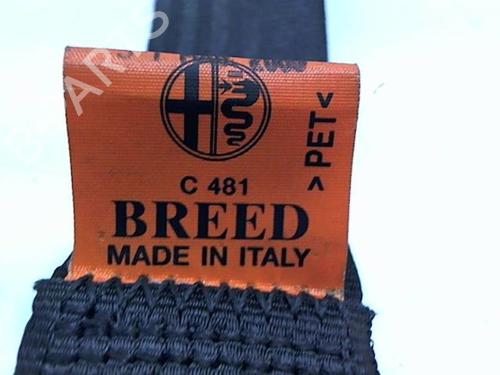 C 481
BREED
MADE IN ITALY
>PET<